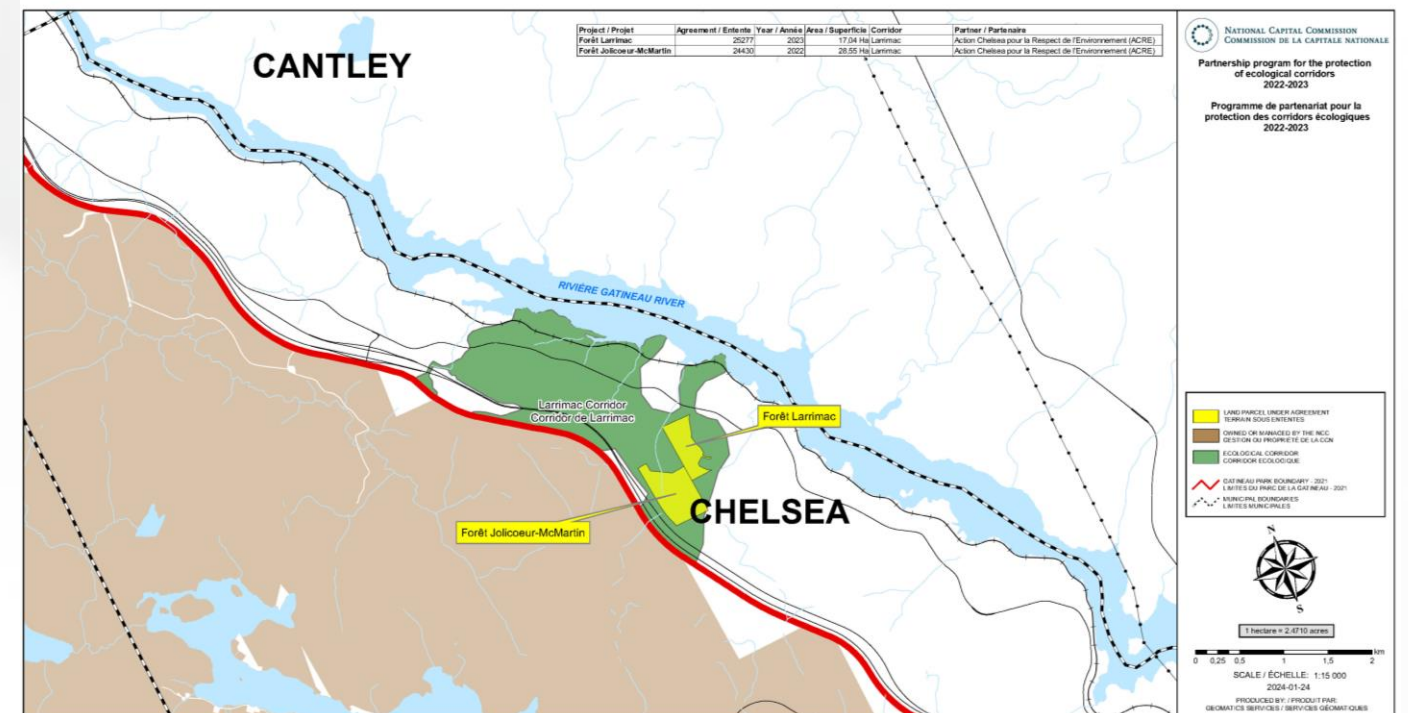 CANTLEY
Project / Projet Agreement / Entente Year / Année Area / Superficie Corridor Partner / Partenaire
Forêt Larrimac 25277 2023 17,04 Ha Larrimac Action Chelsea pour la Respect de l'Environnement (ACRE)
Forêt Jolicoeur-McMartin 24430 2022 28,55 Ha Larrimac Action Chelsea pour la Respect de l'Environnement (ACRE)
RIVIÈRE GATINEAU RIVER
Larrimac Corridor
Corridor de Larrimac
Forêt Larrimac
CHELSEA
Forêt Jolicoeur-McMartin
NATIONAL CAPITAL COMMISSION
COMMISSION DE LA CAPITALE NATIONALE
Partnership program for the protection
of ecological corridors
2022-2023
Programme de partenariat pour la
protection des corridors écologiques
2022-2023
LAND PARCEL UNDER AGREEMENT
TERRAIN SOUS ENTENTES
OWNED OR MANAGED BY THE NCC
GESTION OU PROPRIÉTÉ DE LA CCN
ECOLOGICAL CORRIDOR
CORRIDOR ÉCOLOGIQUE
GATINEAU PARK BOUNDARY - 2021
LIMITES DU PARC DE LA GATINEAU - 2021
MUNICIPAL BOUNDARIES
LIMITES MUNICIPALES
N
S
1 hectare = 2.4710 acres
km
0 0,25 0,5 1 1,5 2
SCALE / ÉCHELLE: 1:15 000
2024-01-24
PRODUCED BY: / PRODUIT PAR:
GEOMATICS SERVICES / SERVICES GÉOMATIQUES